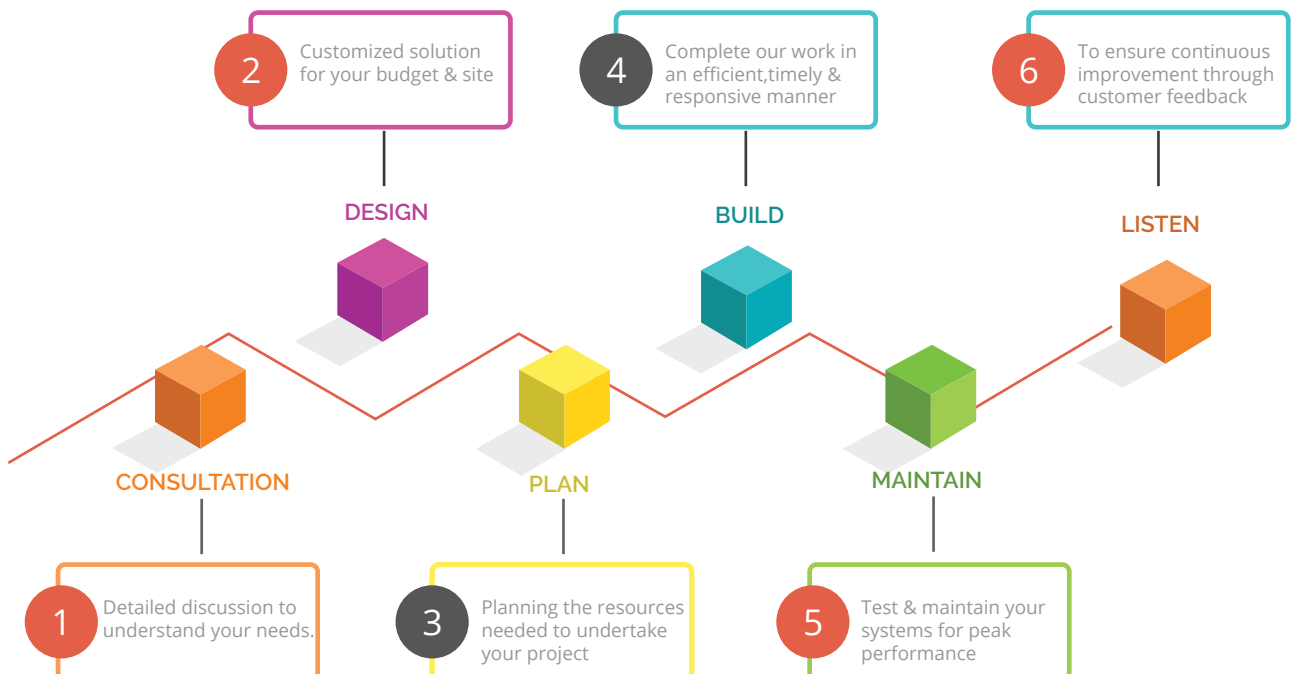 2
Customized solution
for your budget & site
4
Complete our work in
an efficient,timely &
responsive manner
6
To ensure continuous
improvement through
customer feedback
DESIGN
BUILD
LISTEN
CONSULTATION
PLAN
MAINTAIN
1
Detailed discussion to
understand your needs.
3
Planning the resources
needed to undertake
your project
5
Test & maintain your
systems for peak
performance